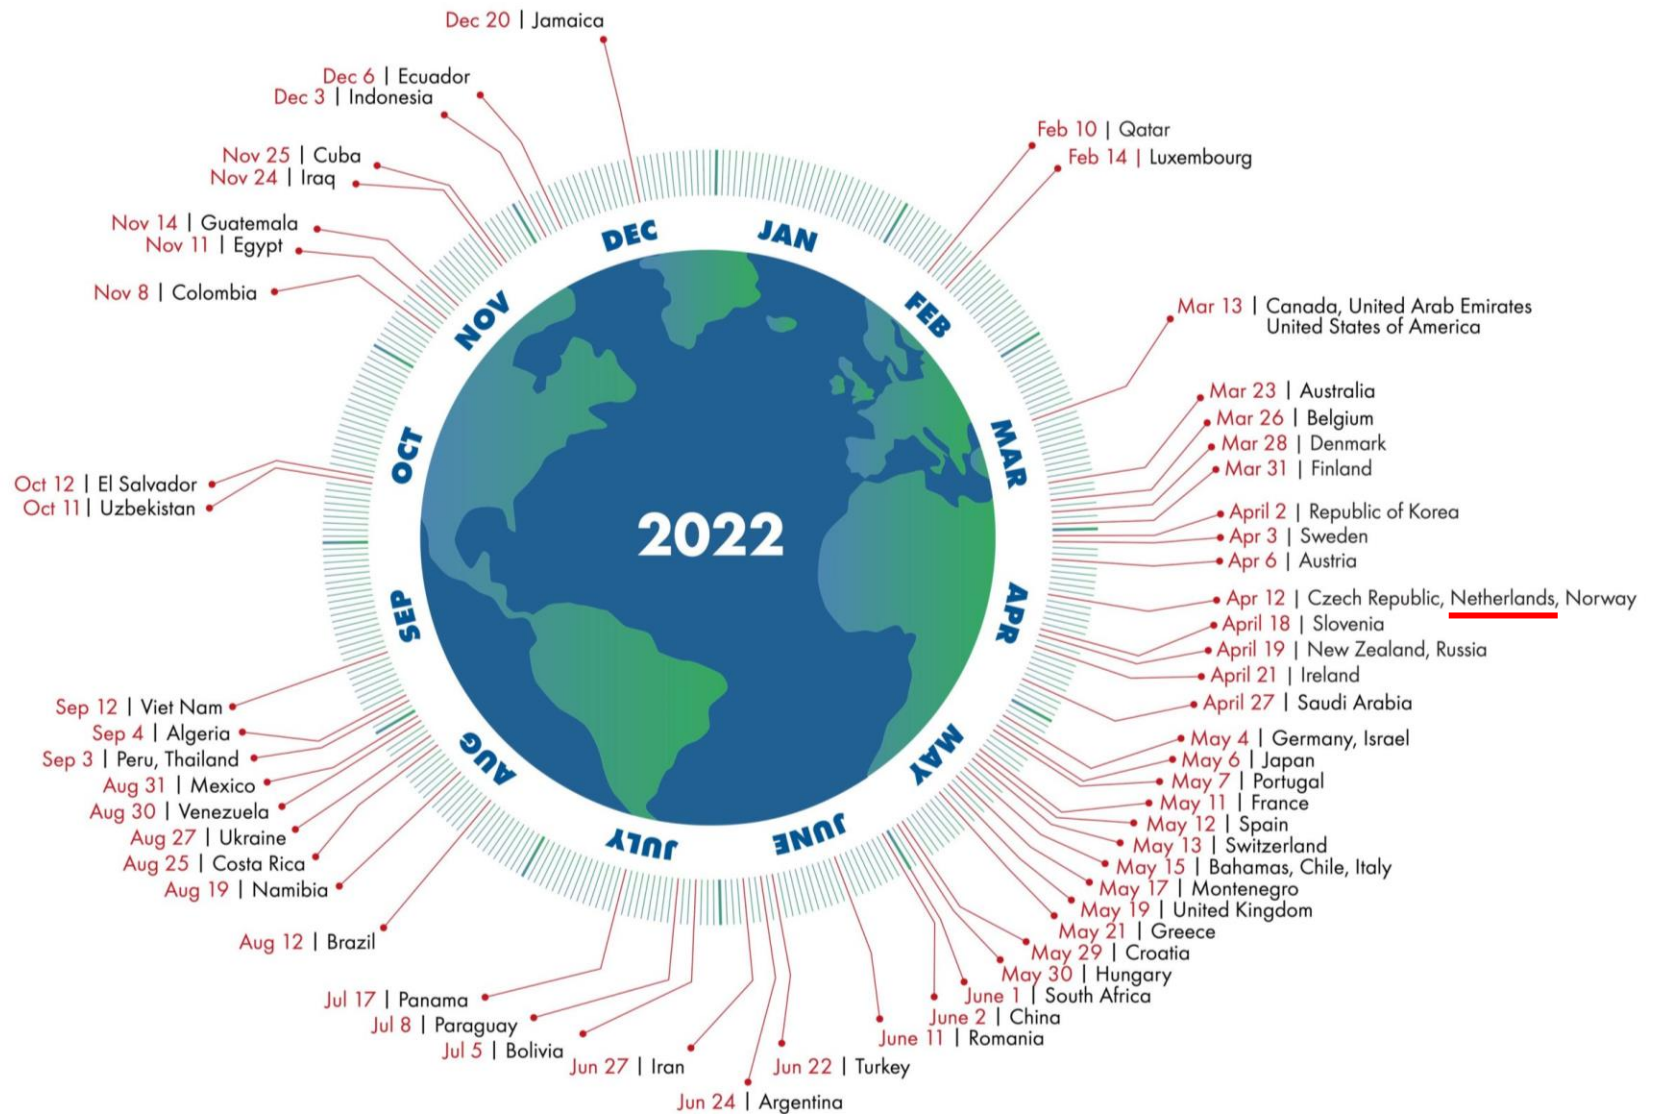 Dec 20 | Jamaica
Dec 6 | Ecuador
Dec 3 | Indonesia
Nov 25 | Cuba
Nov 24 | Iraq
Nov 14 | Guatemala
Nov 11 | Egypt
Nov 8 | Colombia
Oct 12 | El Salvador
Oct 11 | Uzbekistan
Sep 12 | Viet Nam
Sep 4 | Algeria
Sep 3 | Peru, Thailand
Aug 31 | Mexico
Aug 30 | Venezuela
Aug 27 | Ukraine
Aug 25 | Costa Rica
Aug 19 | Namibia
Aug 12 | Brazil
Jul 17 | Panama
Jul 8 | Paraguay
Jul 5 | Bolivia
Jun 27 | Iran
Jun 24 | Argentina
Jun 22 | Turkey
DEC
JAN
FEB
MAR
APR
MAY
JUNE
JULY
AUG
SEP
OCT
NOV
2022
Feb 10 | Qatar
Feb 14 | Luxembourg
Mar 13 | Canada, United Arab Emirates
United States of America
Mar 23 | Australia
Mar 26 | Belgium
Mar 28 | Denmark
Mar 31 | Finland
April 2 | Republic of Korea
Apr 3 | Sweden
Apr 6 | Austria
Apr 12 | Czech Republic, Netherlands, Norway
April 18 | Slovenia
April 19 | New Zealand, Russia
April 21 | Ireland
April 27 | Saudi Arabia
May 4 | Germany, Israel
May 6 | Japan
May 7 | Portugal
May 11 | France
May 12 | Spain
May 13 | Switzerland
May 15 | Bahamas, Chile, Italy
May 17 | Montenegro
May 19 | United Kingdom
May 21 | Greece
May 29 | Croatia
May 30 | Hungary
June 1 | South Africa
June 2 | China
June 11 | Romania